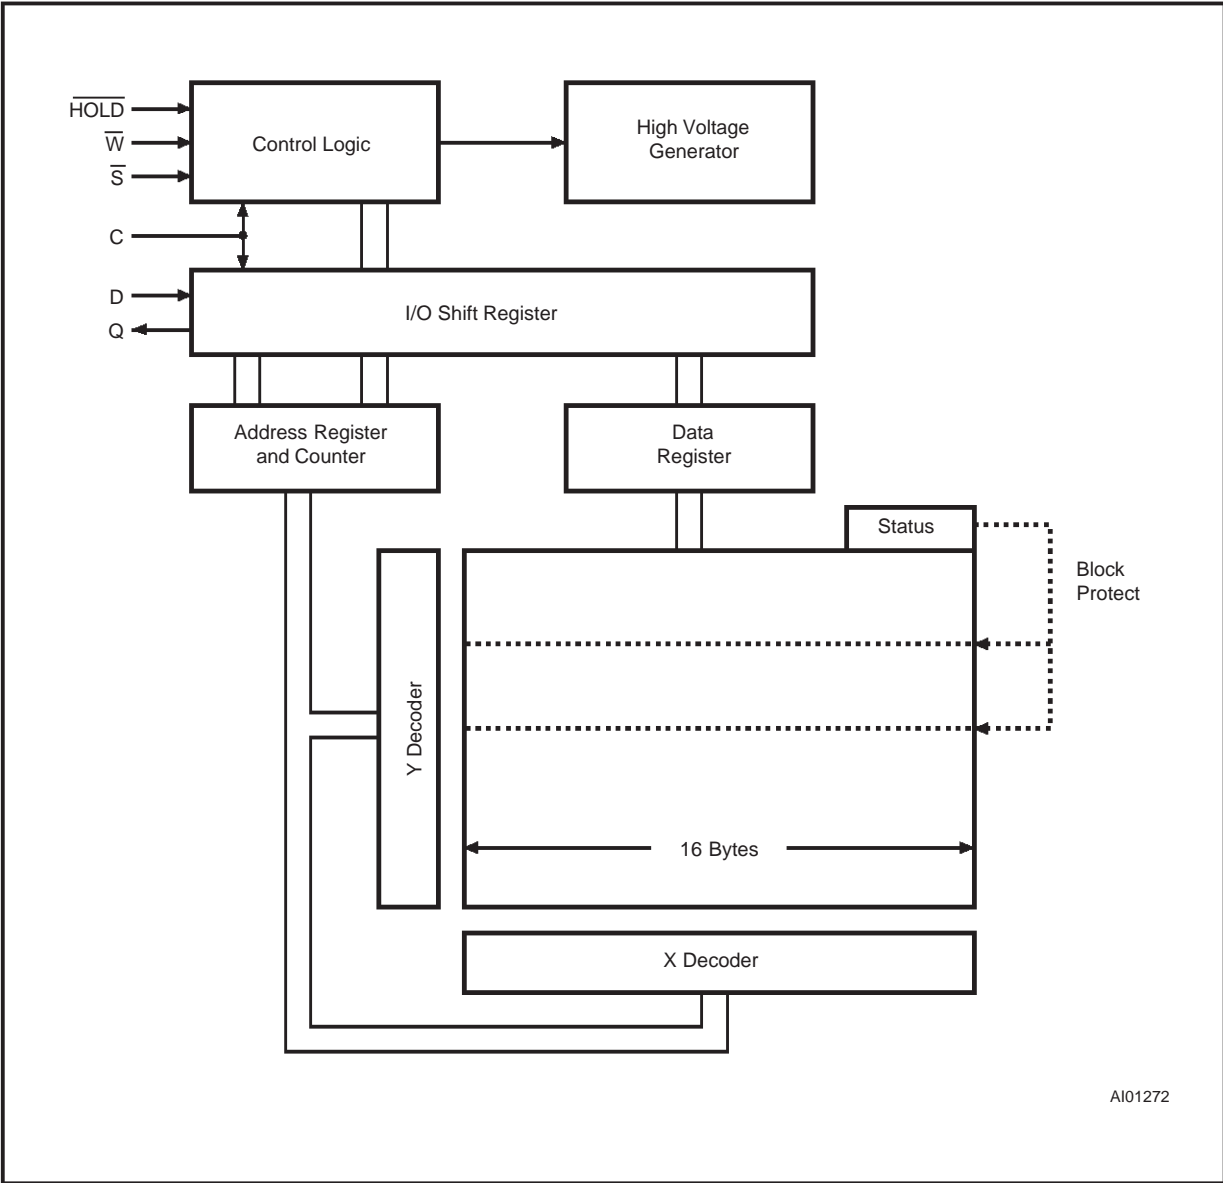 HOLD
W
S
C
D
Q
Control Logic
High Voltage
Generator
I/O Shift Register
Address Register
and Counter
Data
Register
Status
Block
Protect
Y Decoder
16 Bytes
X Decoder
AI01272